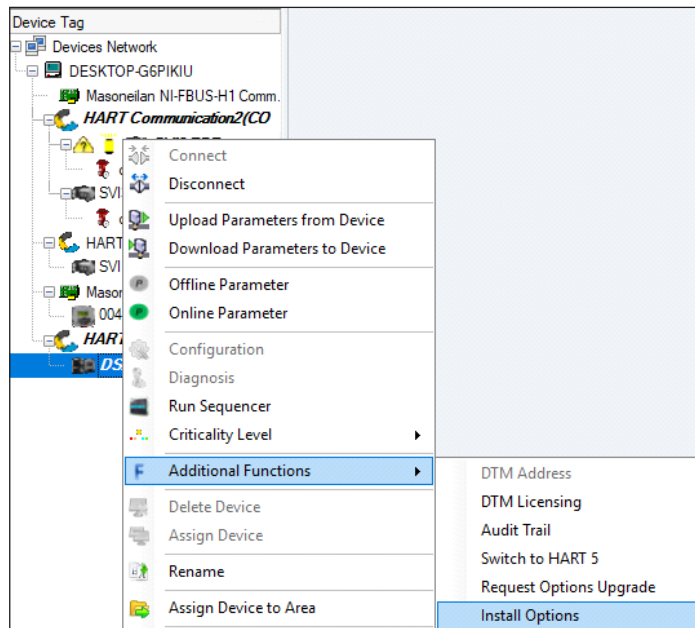 Device Tag
Devices Network
DESKTOP-G6PIKIU
Masoneilan NI-FBUS-H1 Comm.
HART Communication2(CO
SVI
HART
SVI
Mason
004
HART
DS
Connect
Disconnect
Upload Parameters from Device
Download Parameters to Device
Offline Parameter
Online Parameter
Configuration
Diagnosis
Run Sequencer
Criticality Level
Additional Functions
Delete Device
Assign Device
Rename
Assign Device to Area
DTM Address
DTM Licensing
Audit Trail
Switch to HART 5
Request Options Upgrade
Install Options